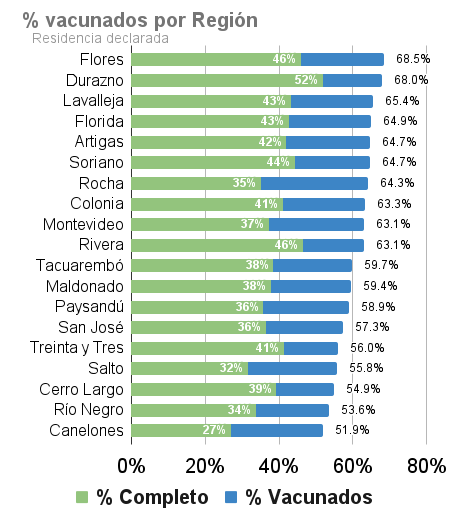 % vacunados por Región
Residencia declarada
Flores 46% 68.5%
Durazno 52% 68.0%
Lavalleja 43% 65.4%
Florida 43% 64.9%
Artigas 42% 64.7%
Soriano 44% 64.7%
Rocha 35% 64.3%
Colonia 41% 63.3%
Montevideo 37% 63.1%
Rivera 46% 63.1%
Tacuarembó 38% 59.7%
Maldonado 38% 59.4%
Paysandú 36% 58.9%
San José 36% 57.3%
Treinta y Tres 41% 56.0%
Salto 32% 55.8%
Cerro Largo 39% 54.9%
Río Negro 34% 53.6%
Canelones 27% 51.9%
0% 20% 40% 60% 80%
% Completo % Vacunados